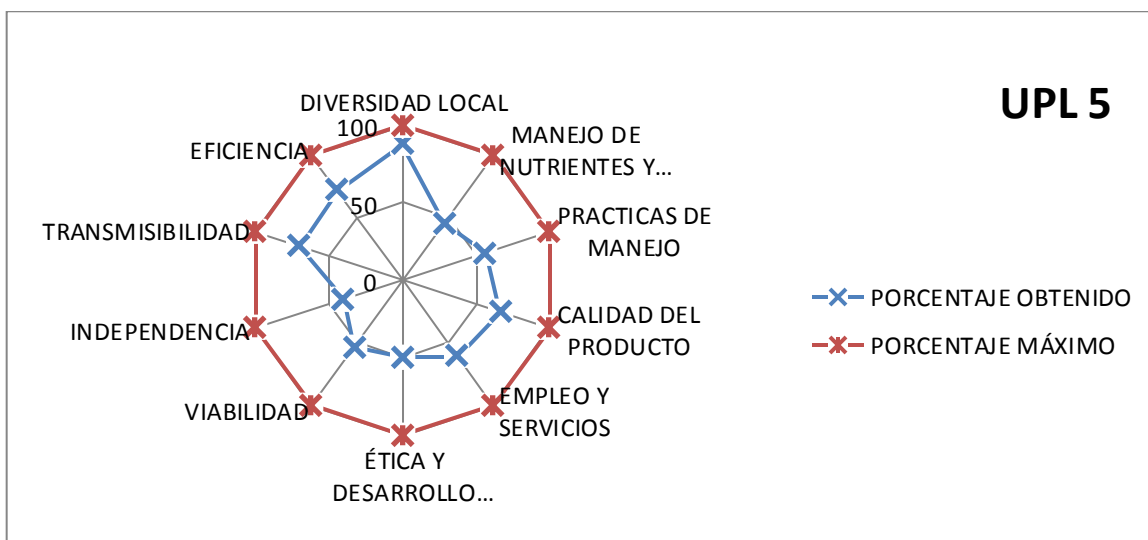 UPL 5
DIVERSIDAD LOCAL
100
50
0
MANEJO DE
NUTRIENTES Y...
PRACTICAS DE
MANEJO
CALIDAD DEL
PRODUCTO
EMPLEO Y
SERVICIOS
ÉTICA Y
DESARROLLO...
VIABILIDAD
INDEPENDENCIA
TRANSMISIBILIDAD
EFICIENCIA
PORCENTAJE OBTENIDO
PORCENTAJE MÁXIMO